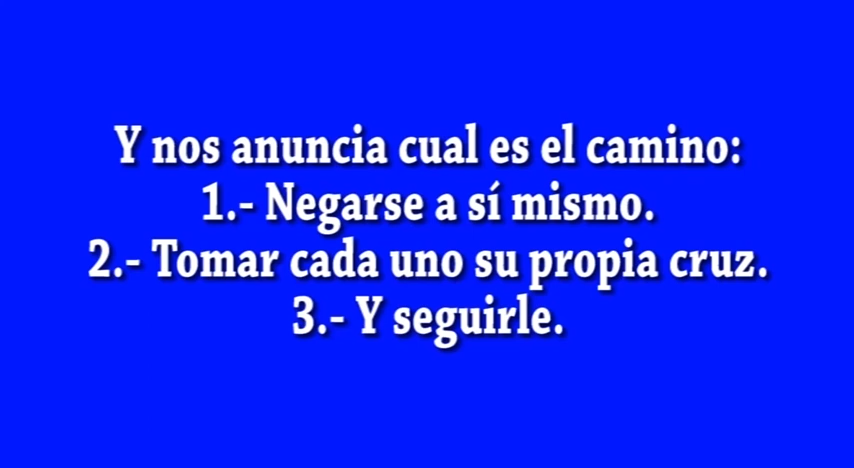 Y nos anuncia cual es el camino:
1.- Negarse a sí mismo.
2.- Tomar cada uno su propia cruz.
3.- Y seguirle.